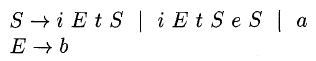 S → i E t S | i E t S e S | a
E → b